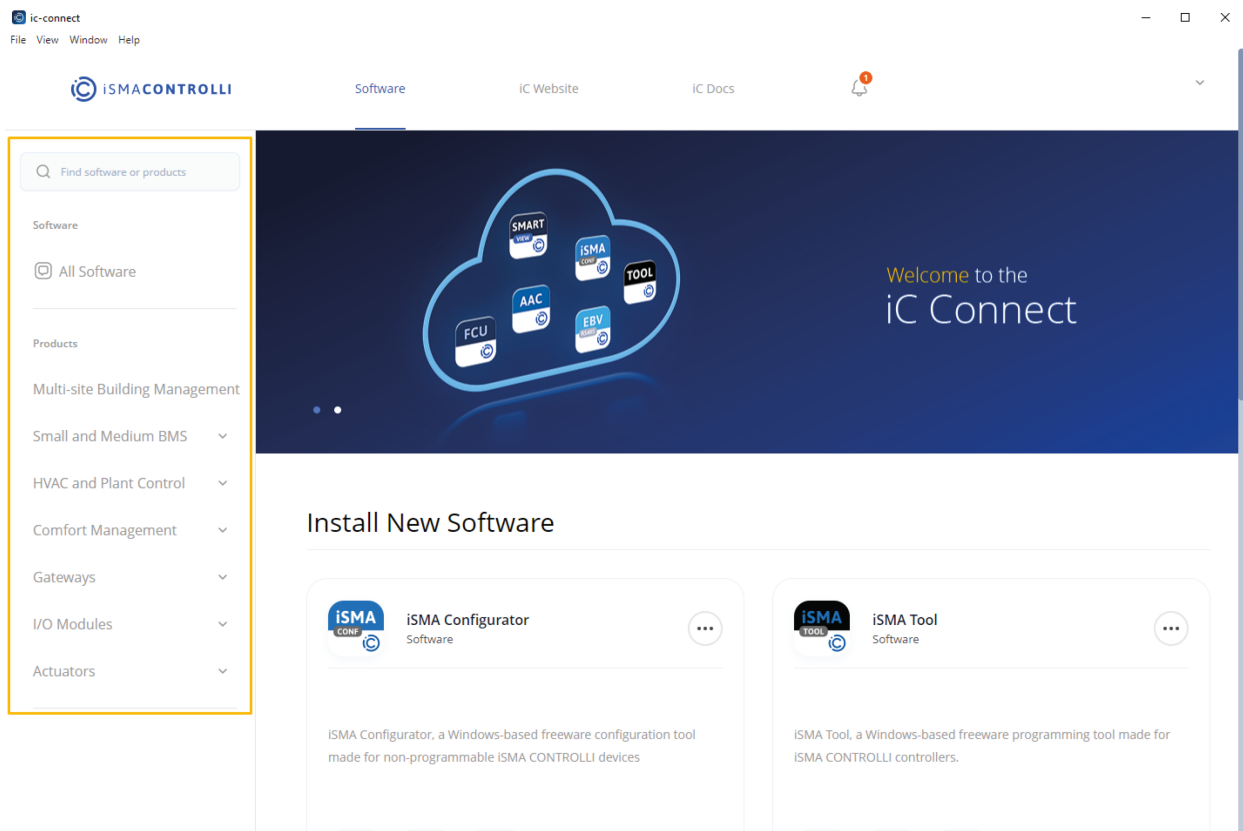 ic-connect
File View Window Help
iSMACONTROLLI
Software
iC Website
iC Docs
1
Find software or products
Software
All Software
Products
Multi-site Building Management
Small and Medium BMS
HVAC and Plant Control
Comfort Management
Gateways
I/O Modules
Actuators
SMART
VIEW
iSMA
CONF
TOOL
AAC
EBV
FCU
Welcome to the
iC Connect
Install New Software
iSMA
CONF
iSMA Configurator
Software
iSMA Configurator, a Windows-based freeware configuration tool
made for non-programmable iSMA CONTROLLI devices
iSMA
TOOL
iSMA Tool
Software
iSMA Tool, a Windows-based freeware programming tool made for
iSMA CONTROLLI controllers.